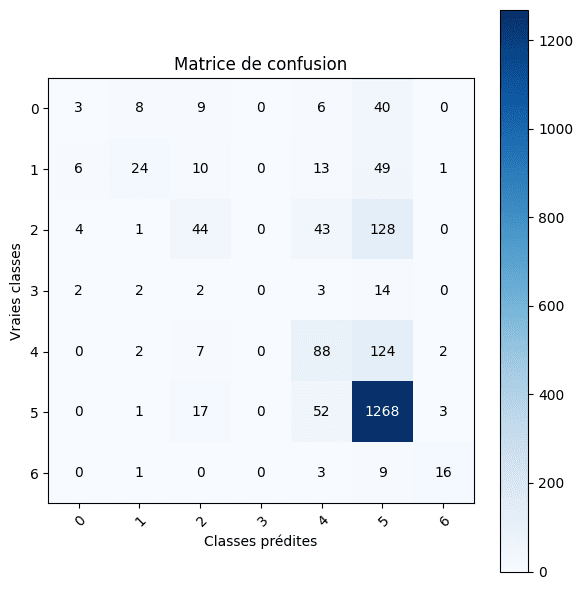 Matrice de confusion
0 3 8 9 0 6 40 0
1 6 24 10 0 13 49 1
2 4 1 44 0 43 128 0
3 2 2 2 0 3 14 0
4 0 2 7 0 88 124 2
5 0 1 17 0 52 1268 3
6 0 1 0 0 3 9 16
0 1 2 3 4 5 6
Classes prédites
Vraies classes
1200
1000
800
600
400
200
0